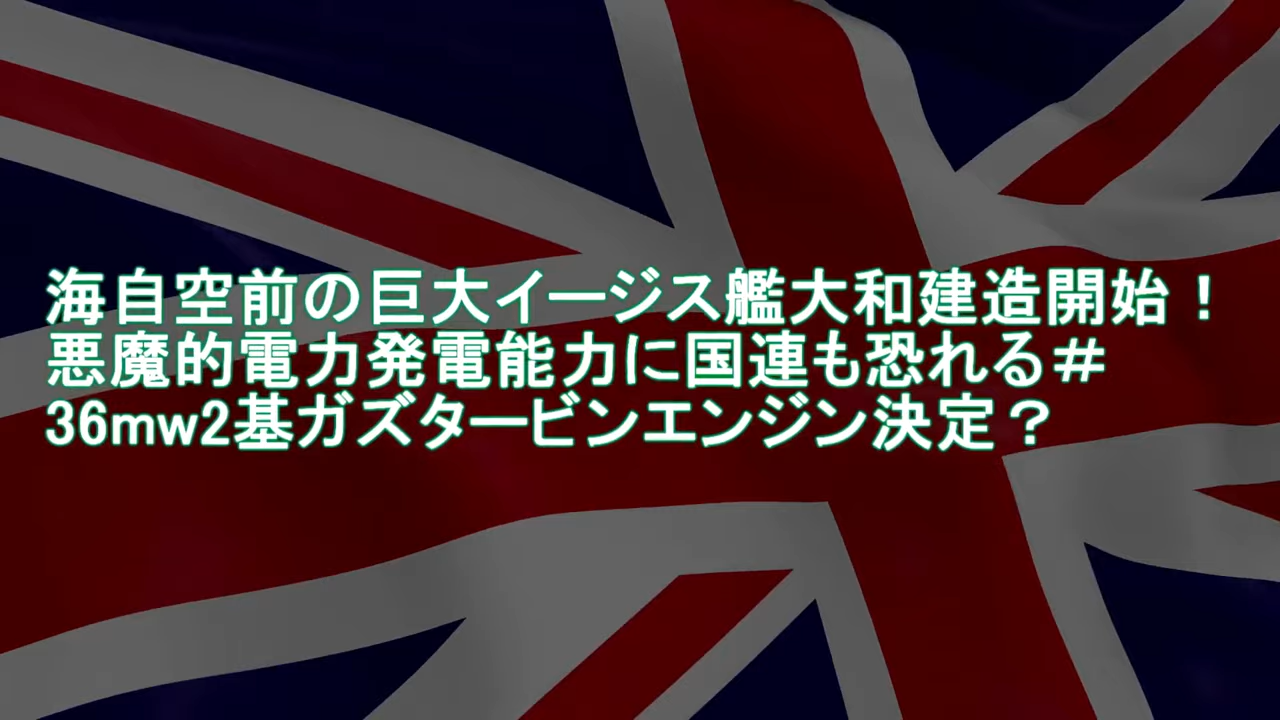 海自空前の巨大イージス艦大和建造開始！
悪魔的電力発電能力に国連も恐れる＃
36mw2基ガズタービンエンジン決定？